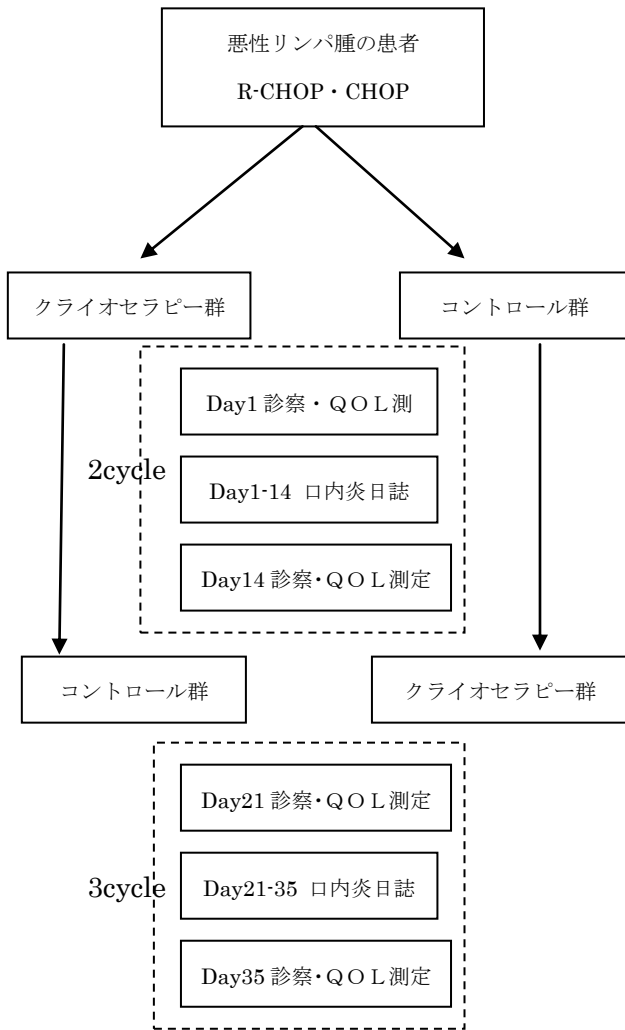 悪性リンパ腫の患者
R-CHOP・CHOP
クライオセラピー群
コントロール群
Day1 診察・ＱＯＬ測
2cycle
Day1-14 口内炎日誌
Day14 診察・ＱＯＬ測定
コントロール群
クライオセラピー群
Day21 診察・ＱＯＬ測定
3cycle
Day21-35 口内炎日誌
Day35 診察・ＱＯＬ測定